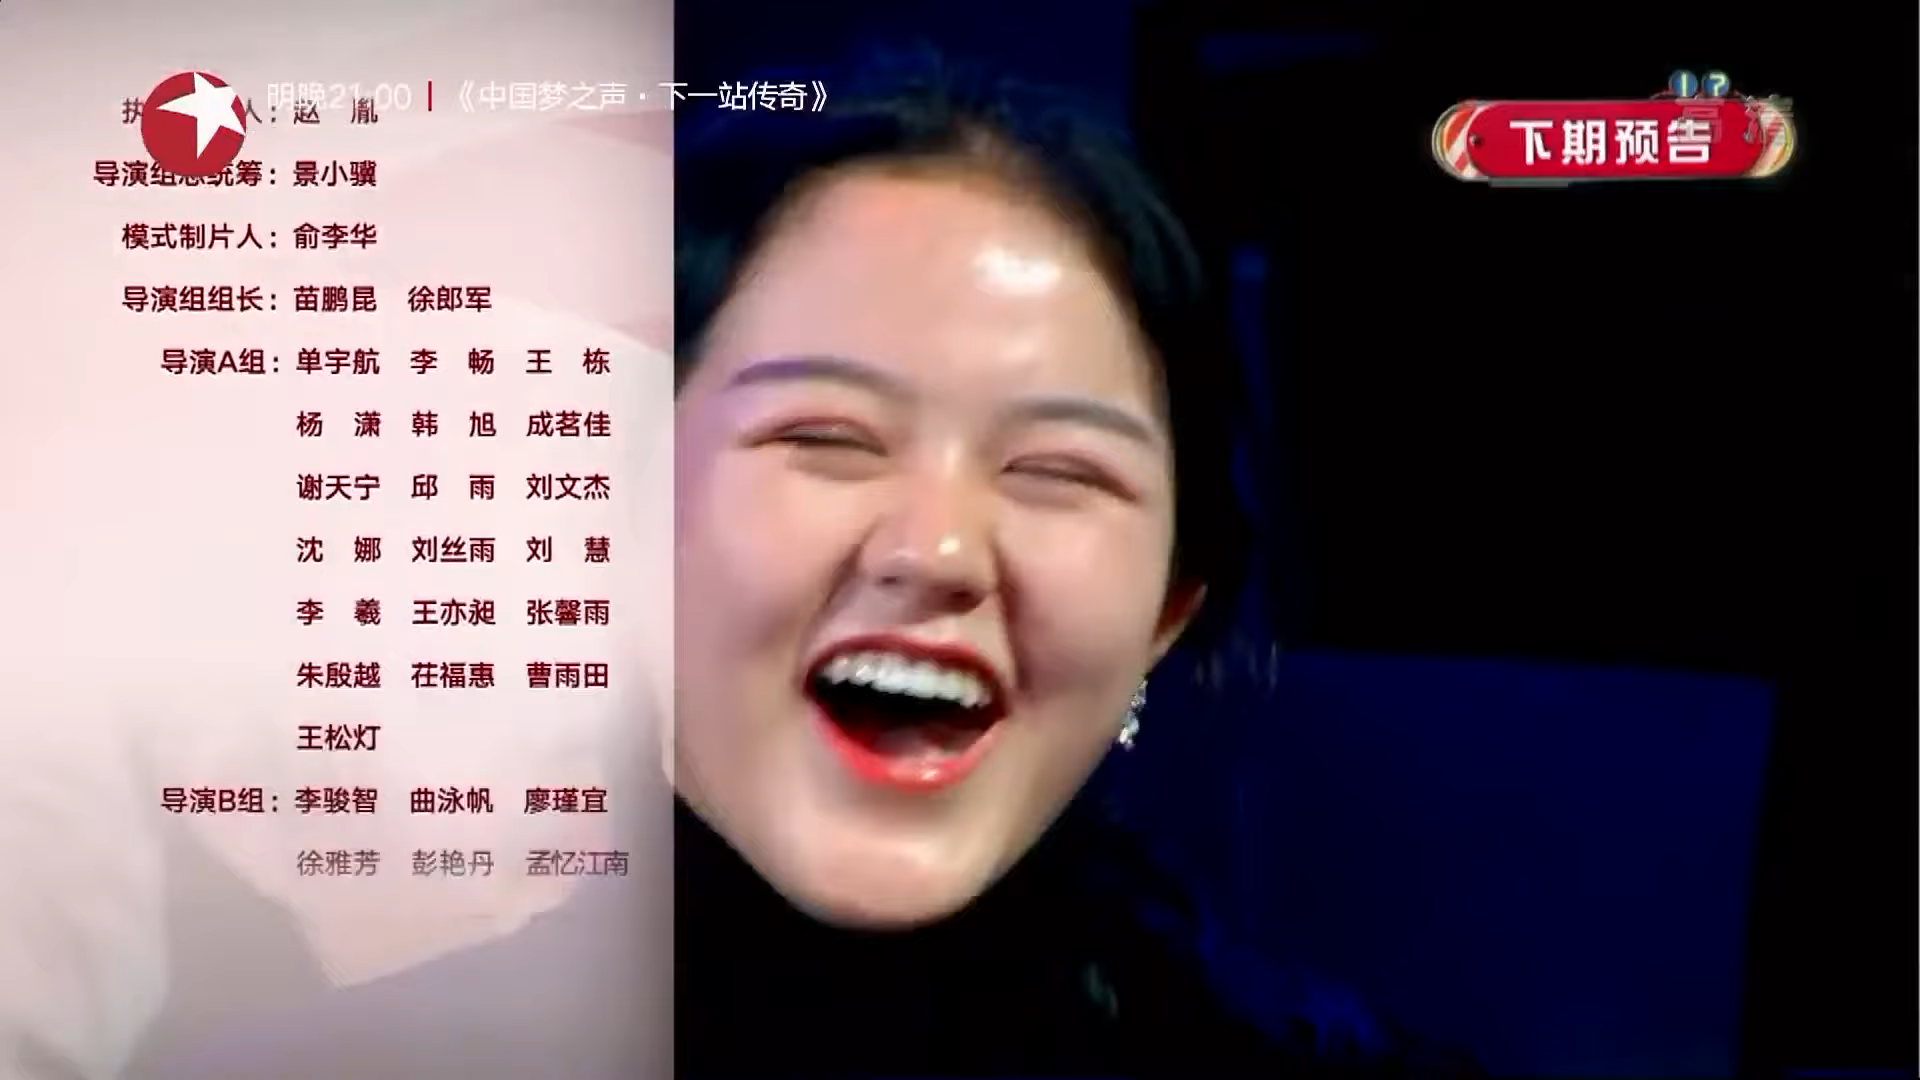 明晚21:00 | 《中国梦之声·下一站传奇》
下期预告
高清
执 人：赵 胤
导演组总统筹：景小骥
模式制片人：俞李华
导演组组长：苗鹏昆 徐郎军
导演A组：单宇航 李 畅 王 栋
杨 潇 韩 旭 成茗佳
谢天宁 邱 雨 刘文杰
沈 娜 刘丝雨 刘 慧
李 羲 王亦昶 张馨雨
朱殷越 茌福惠 曹雨田
王松灯
导演B组：李骏智 曲泳帆 廖瑾宜
徐雅芳 彭艳丹 孟忆江南